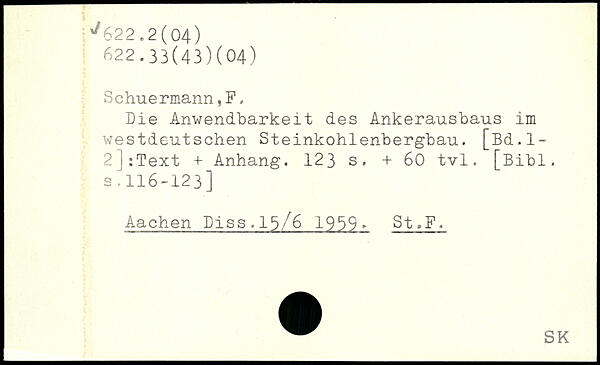 ✓622.2(04)
622.33(43)(04)
Schuermann,F.
Die Anwendbarkeit des Ankerausbaus im
westdeutschen Steinkohlenbergbau. [Bd.1-
2]:Text + Anhang. 123 s. + 60 tvl. [Bibl.
s.116-123]
Aachen Diss.15/6 1959. St.F.
SK